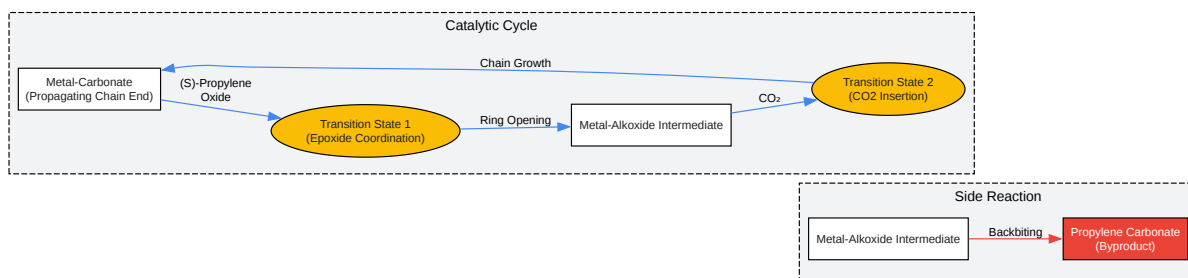 Catalytic Cycle
Metal-Carbonate
(Propagating Chain End)
(S)-Propylene
Oxide
Chain Growth
Transition State 1
(Epoxide Coordination)
Ring Opening
Metal-Alkoxide Intermediate
CO₂
Transition State 2
(CO2 Insertion)
Side Reaction
Metal-Alkoxide Intermediate
Backbiting
Propylene Carbonate
(Byproduct)